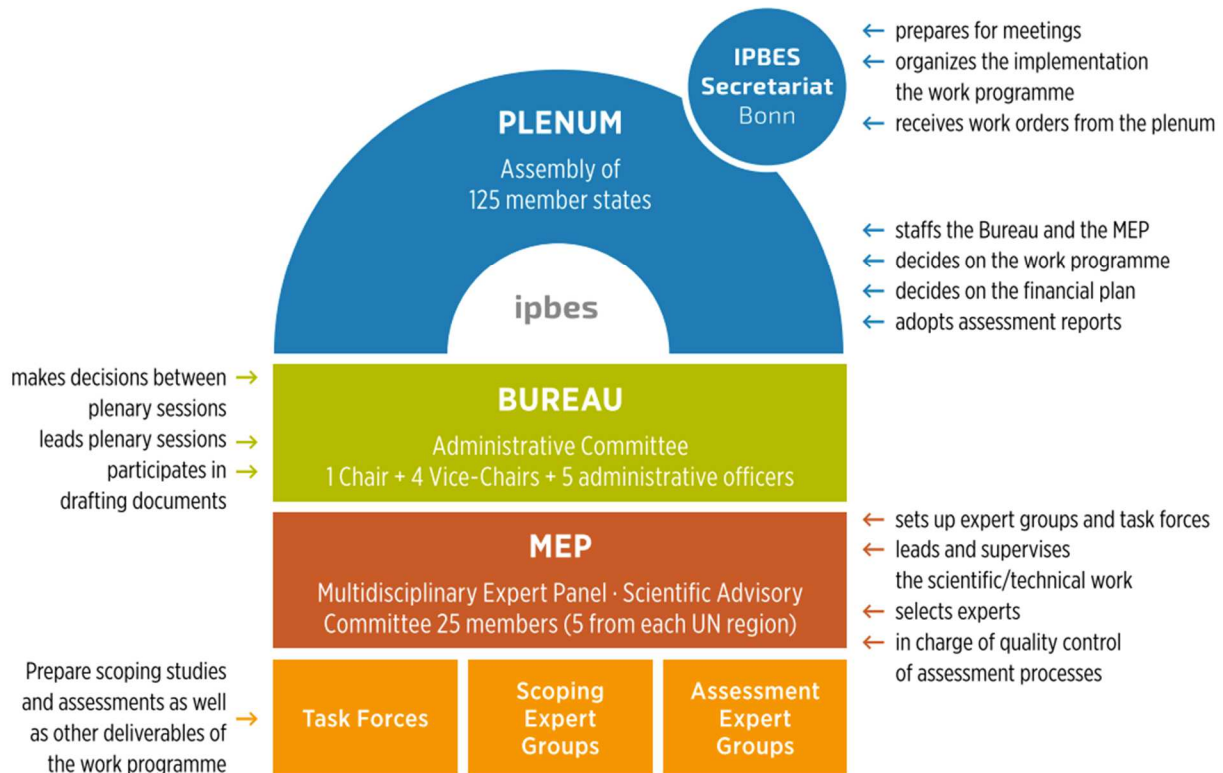 IPBES
Secretariat
Bonn
← prepares for meetings
← organizes the implementation
the work programme
← receives work orders from the plenum
PLENUM
Assembly of
125 member states
ipbes
← staffs the Bureau and the MEP
← decides on the work programme
← decides on the financial plan
← adopts assessment reports
makes decisions between →
plenary sessions
leads plenary sessions →
participates in →
drafting documents
BUREAU
Administrative Committee
1 Chair + 4 Vice-Chairs + 5 administrative officers
MEP
Multidisciplinary Expert Panel · Scientific Advisory
Committee 25 members (5 from each UN region)
← sets up expert groups and task forces
← leads and supervises
the scientific/technical work
← selects experts
← in charge of quality control
of assessment processes
Prepare scoping studies
and assessments as well
as other deliverables of →
the work programme
Task Forces
Scoping
Expert
Groups
Assessment
Expert
Groups